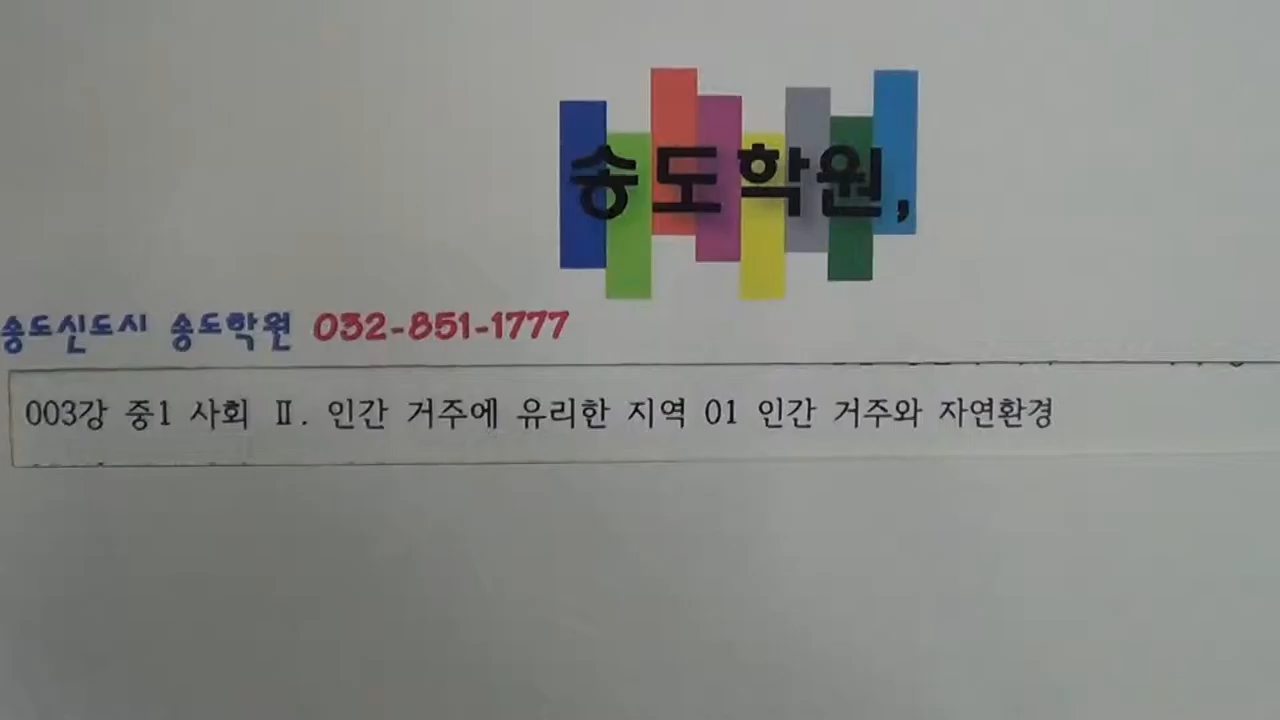 송도학원,
송도신도시 송도학원 032-851-1777
003강 중1 사회 Ⅱ. 인간 거주에 유리한 지역 01 인간 거주와 자연환경